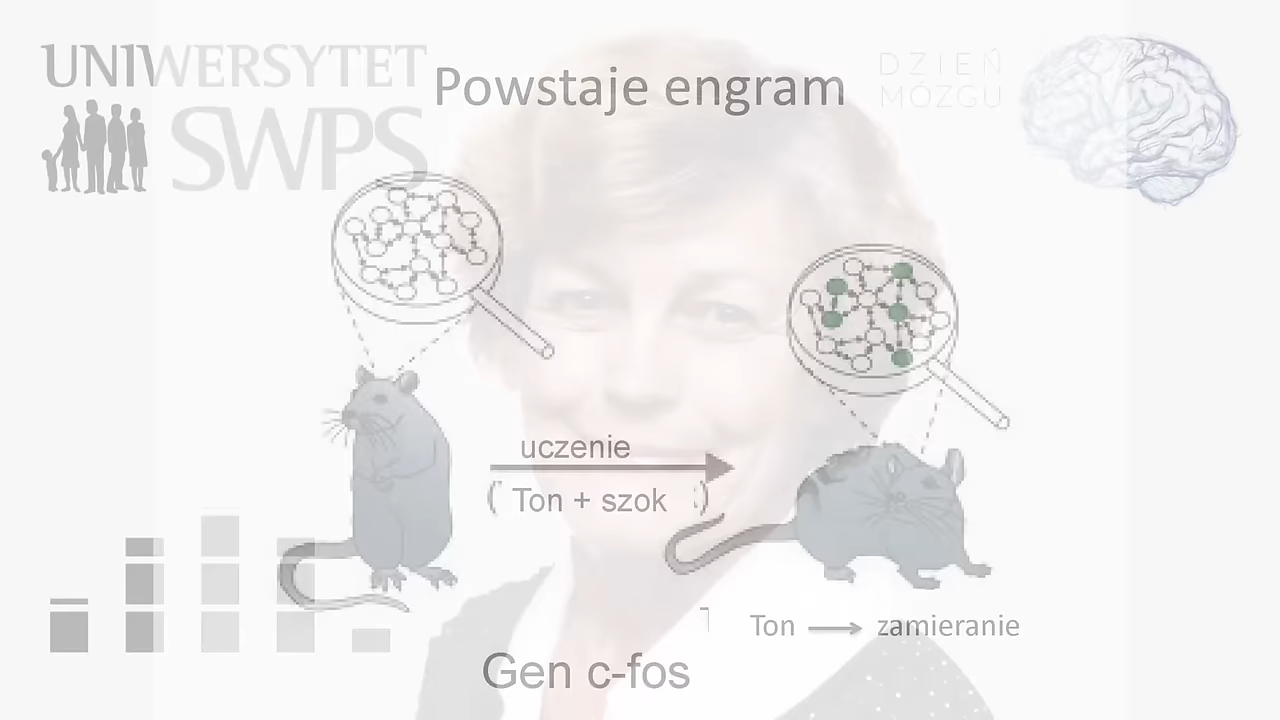 UNIWERSYTET
SWPS
Powstaje engram
DZIEŃ
MÓZGU
uczenie
( Ton + szok )
Ton → zamieranie
Gen c-fos